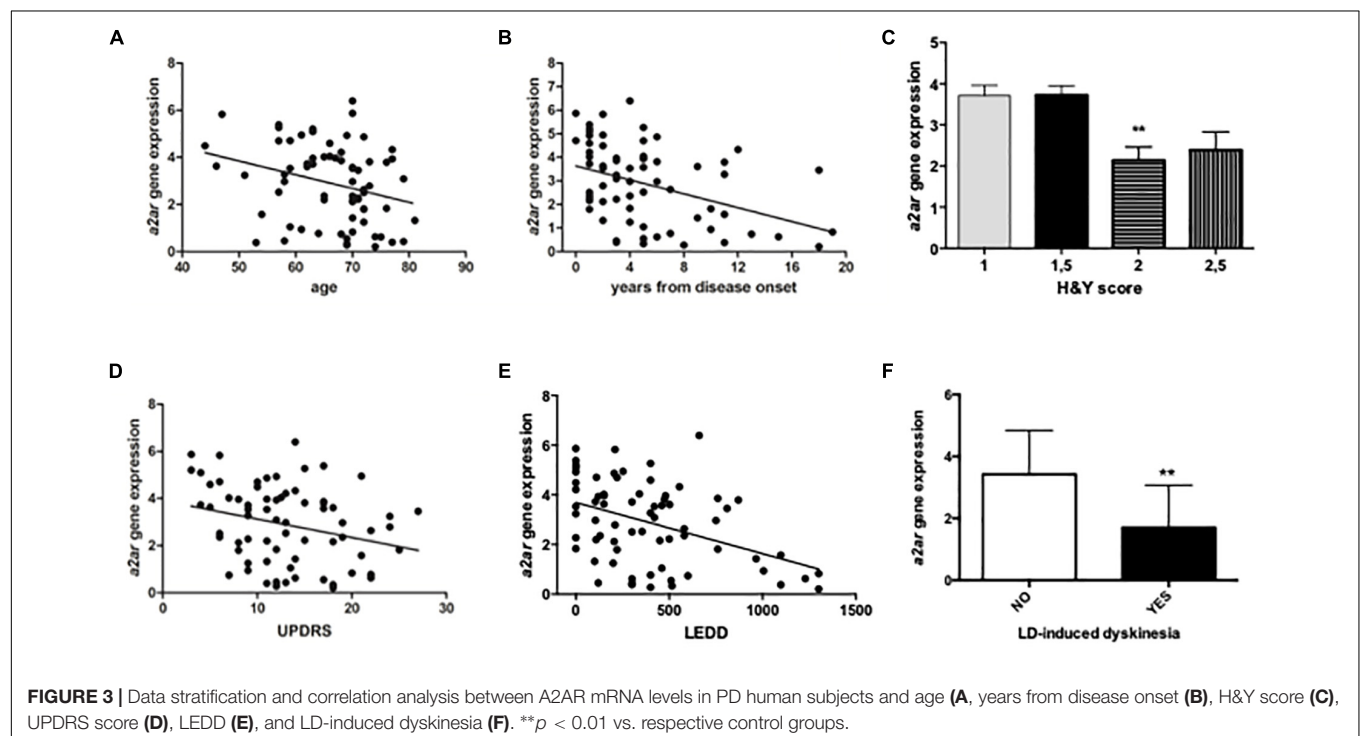 A
a2ar gene expression
8
6
4
2
0
40 50 60 70 80 90
age
B
a2ar gene expression
8
7
6
5
4
3
2
1
0
0 4 8 12 16 20
years from disease onset
C
a2ar gene expression
5
4
3
2
1
0
**
1 1,5 2 2,5
H&Y score
D
a2ar gene expression
8
6
4
2
0
0 10 20 30
UPDRS
E
a2ar gene expression
8
6
4
2
0
0 500 1000 1500
LEDD
F
a2ar gene expression
6
4
2
0
**
NO YES
LD-induced dyskinesia
FIGURE 3 | Data stratification and correlation analysis between A2AR mRNA levels in PD human subjects and age (A, years from disease onset (B), H&Y score (C),
UPDRS score (D), LEDD (E), and LD-induced dyskinesia (F). **p < 0.01 vs. respective control groups.